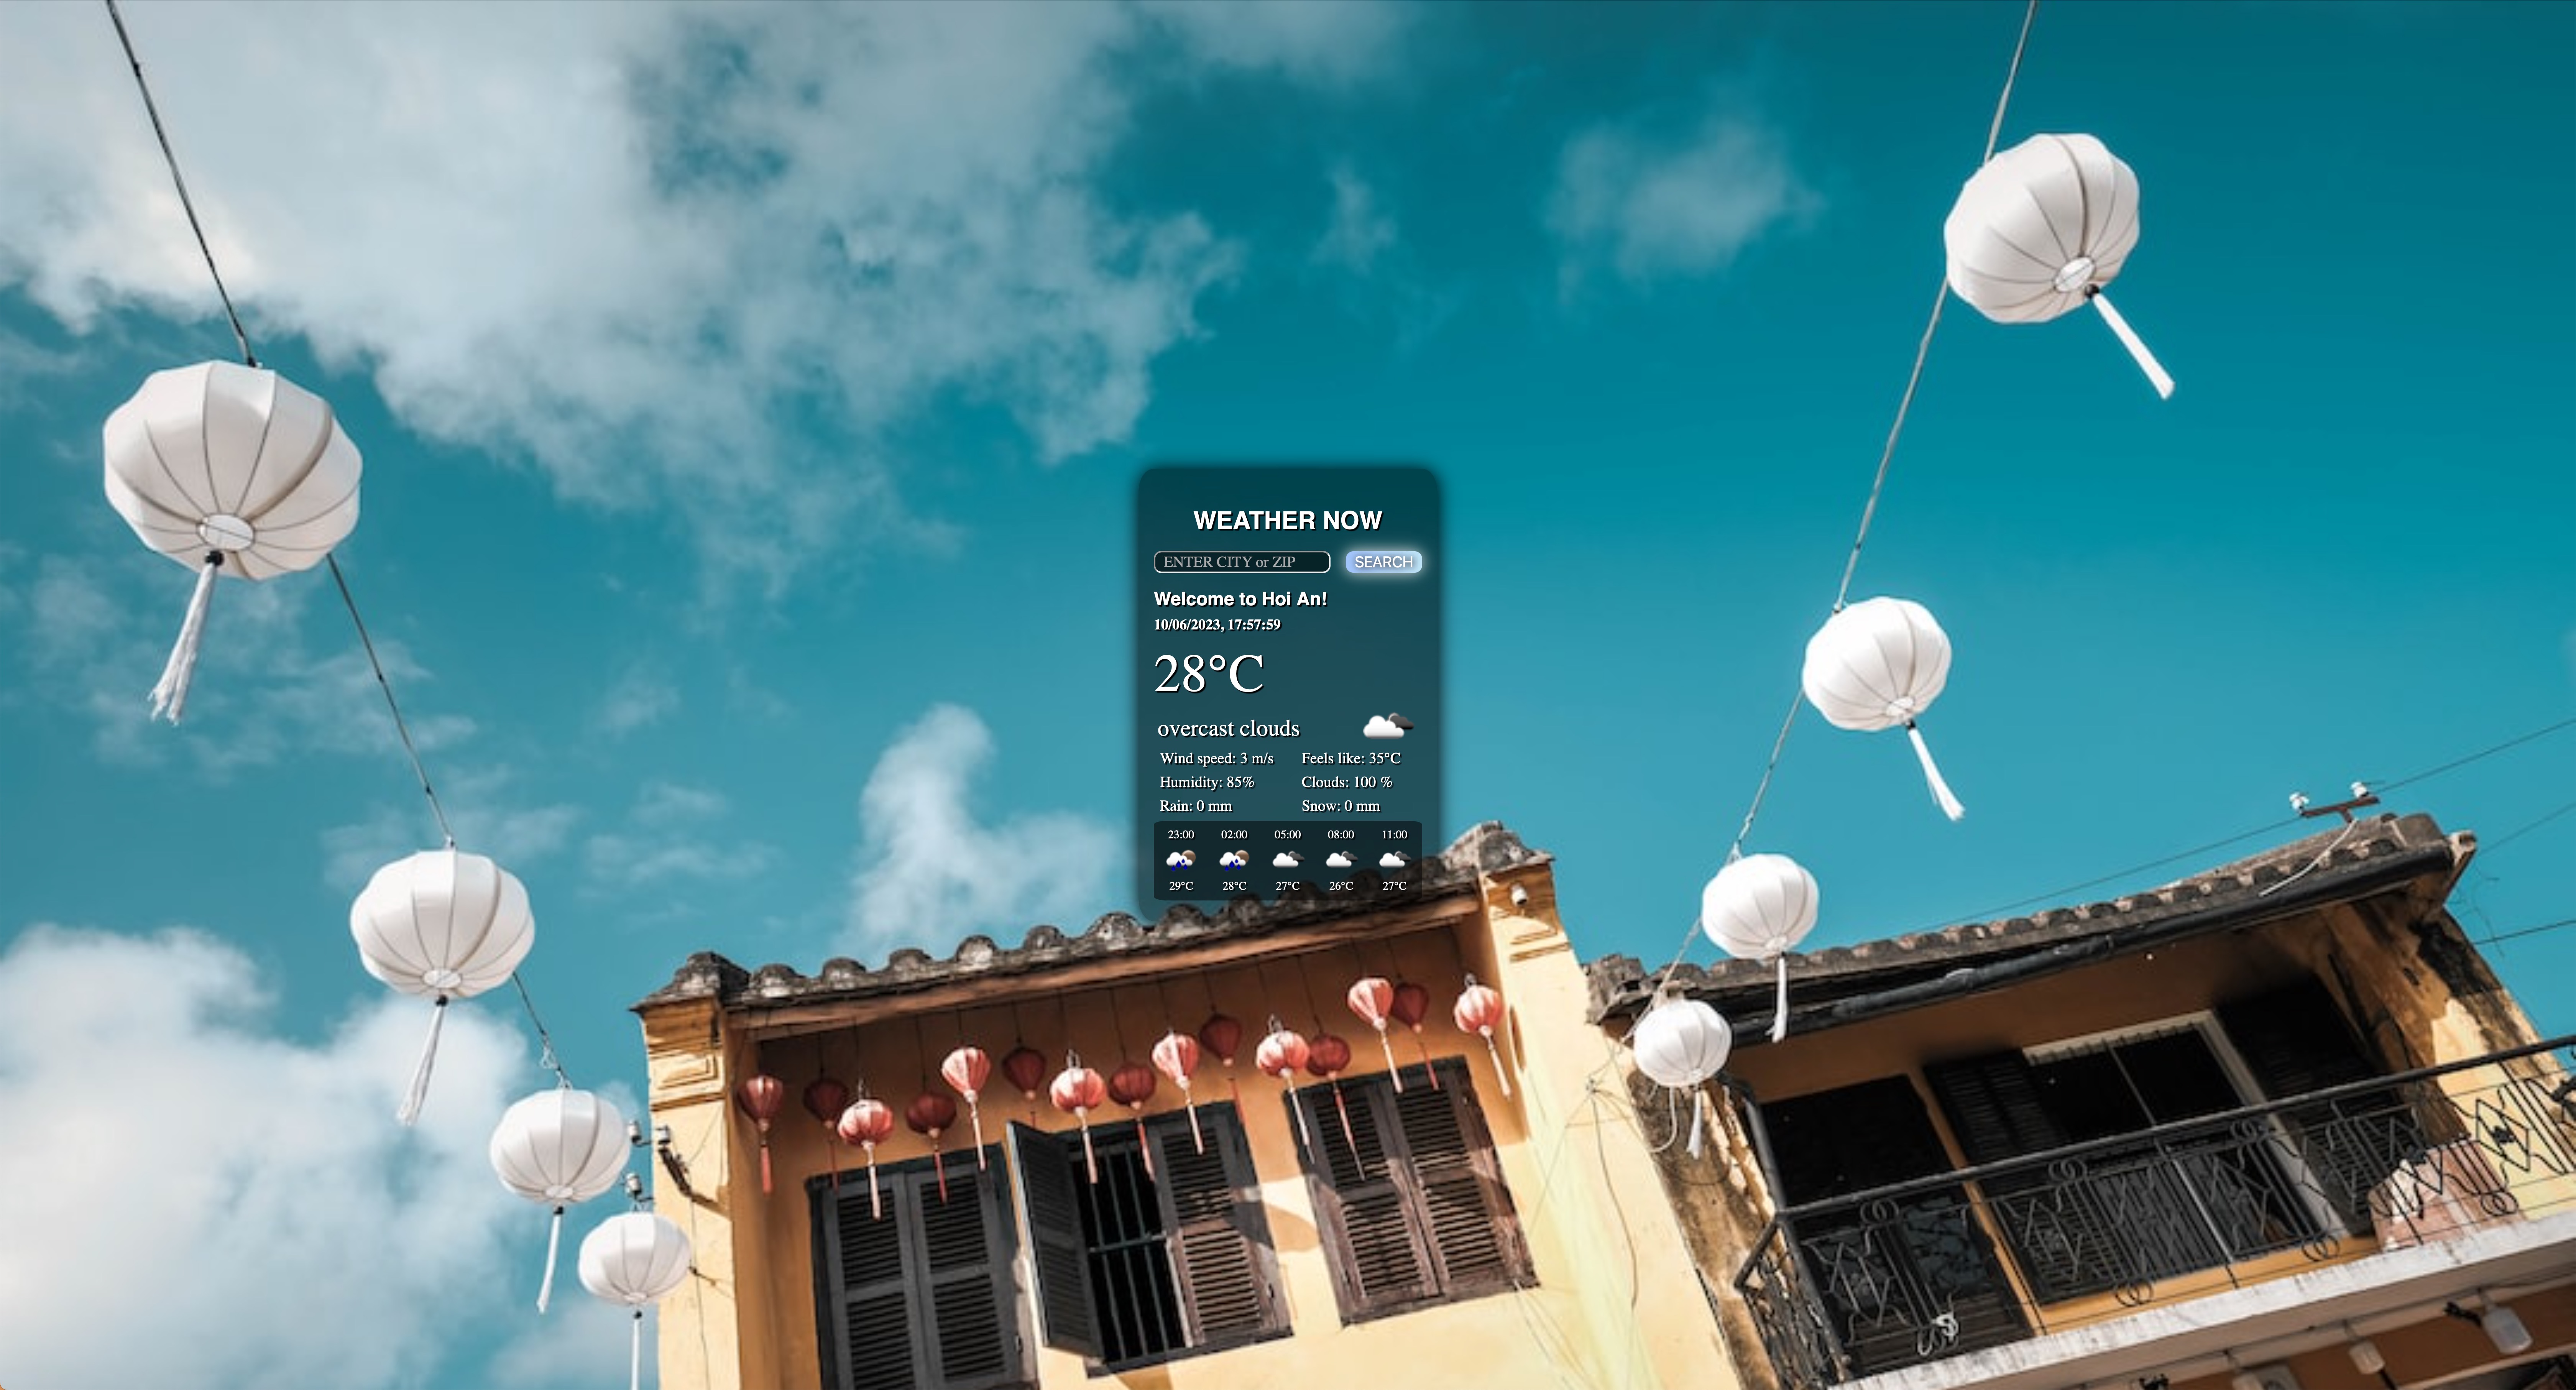 WEATHER NOW
ENTER CITY or ZIP SEARCH
Welcome to Hoi An!
10/06/2023, 17:57:59
28°C
overcast clouds
Wind speed: 3 m/s Feels like: 35°C
Humidity: 85% Clouds: 100 %
Rain: 0 mm Snow: 0 mm
23:00 02:00 05:00 08:00 11:00
29°C 28°C 27°C 26°C 27°C